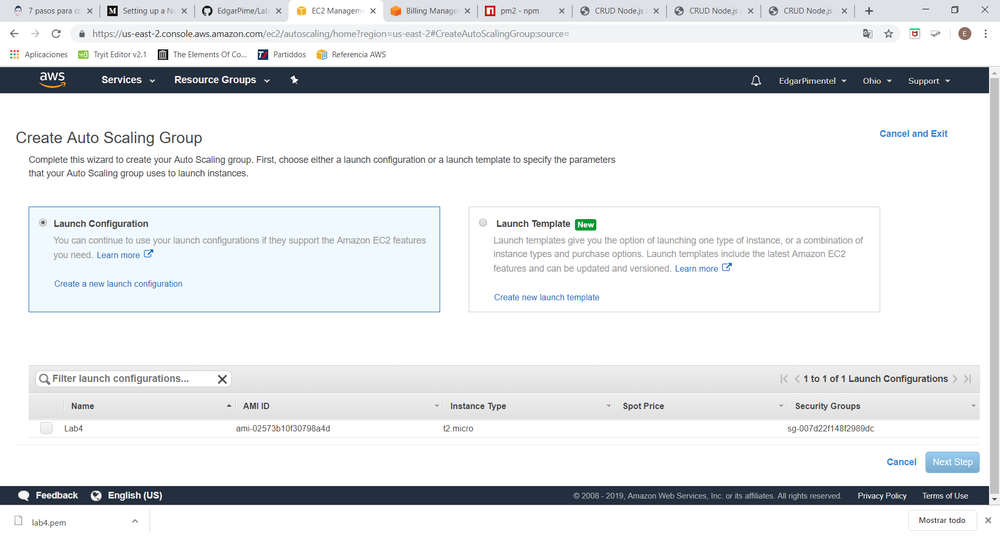 7 pasos para cr
Setting up a No
EdgarPime/Lab
EC2 Manageme
Billing Manage
pm2 - npm
CRUD Node.js a
CRUD Node.js a
CRUD Node.js a
https://us-east-2.console.aws.amazon.com/ec2/autoscaling/home?region=us-east-2#CreateAutoScalingGroup:source=
E
Aplicaciones
Tryit Editor v2.1
The Elements Of Co...
Partiddos
Referencia AWS
aws
Services
Resource Groups
EdgarPimentel
Ohio
Support
Create Auto Scaling Group
Cancel and Exit
Complete this wizard to create your Auto Scaling group. First, choose either a launch configuration or a launch template to specify the parameters
that your Auto Scaling group uses to launch instances.
Launch Configuration
You can continue to use your launch configurations if they support the Amazon EC2 features
you need. Learn more
Create a new launch configuration
Launch Template New
Launch templates give you the option of launching one type of instance, or a combination of
instance types and purchase options. Launch templates include the latest Amazon EC2
features and can be updated and versioned. Learn more
Create new launch template
Filter launch configurations...
1 to 1 of 1 Launch Configurations
Name
AMI ID
Instance Type
Spot Price
Security Groups
Lab4
ami-02573b10f30798a4d
t2.micro
sg-007d22f148f2989dc
Cancel
Next Step
Feedback
English (US)
© 2008 - 2019, Amazon Web Services, Inc. or its affiliates. All rights reserved.
Privacy Policy
Terms of Use
lab4.pem
Mostrar todo